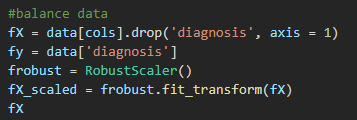 #balance data
fX = data[cols].drop('diagnosis', axis = 1)
fy = data['diagnosis']
frobust = RobustScaler()
fX_scaled = frobust.fit_transform(fX)
fX